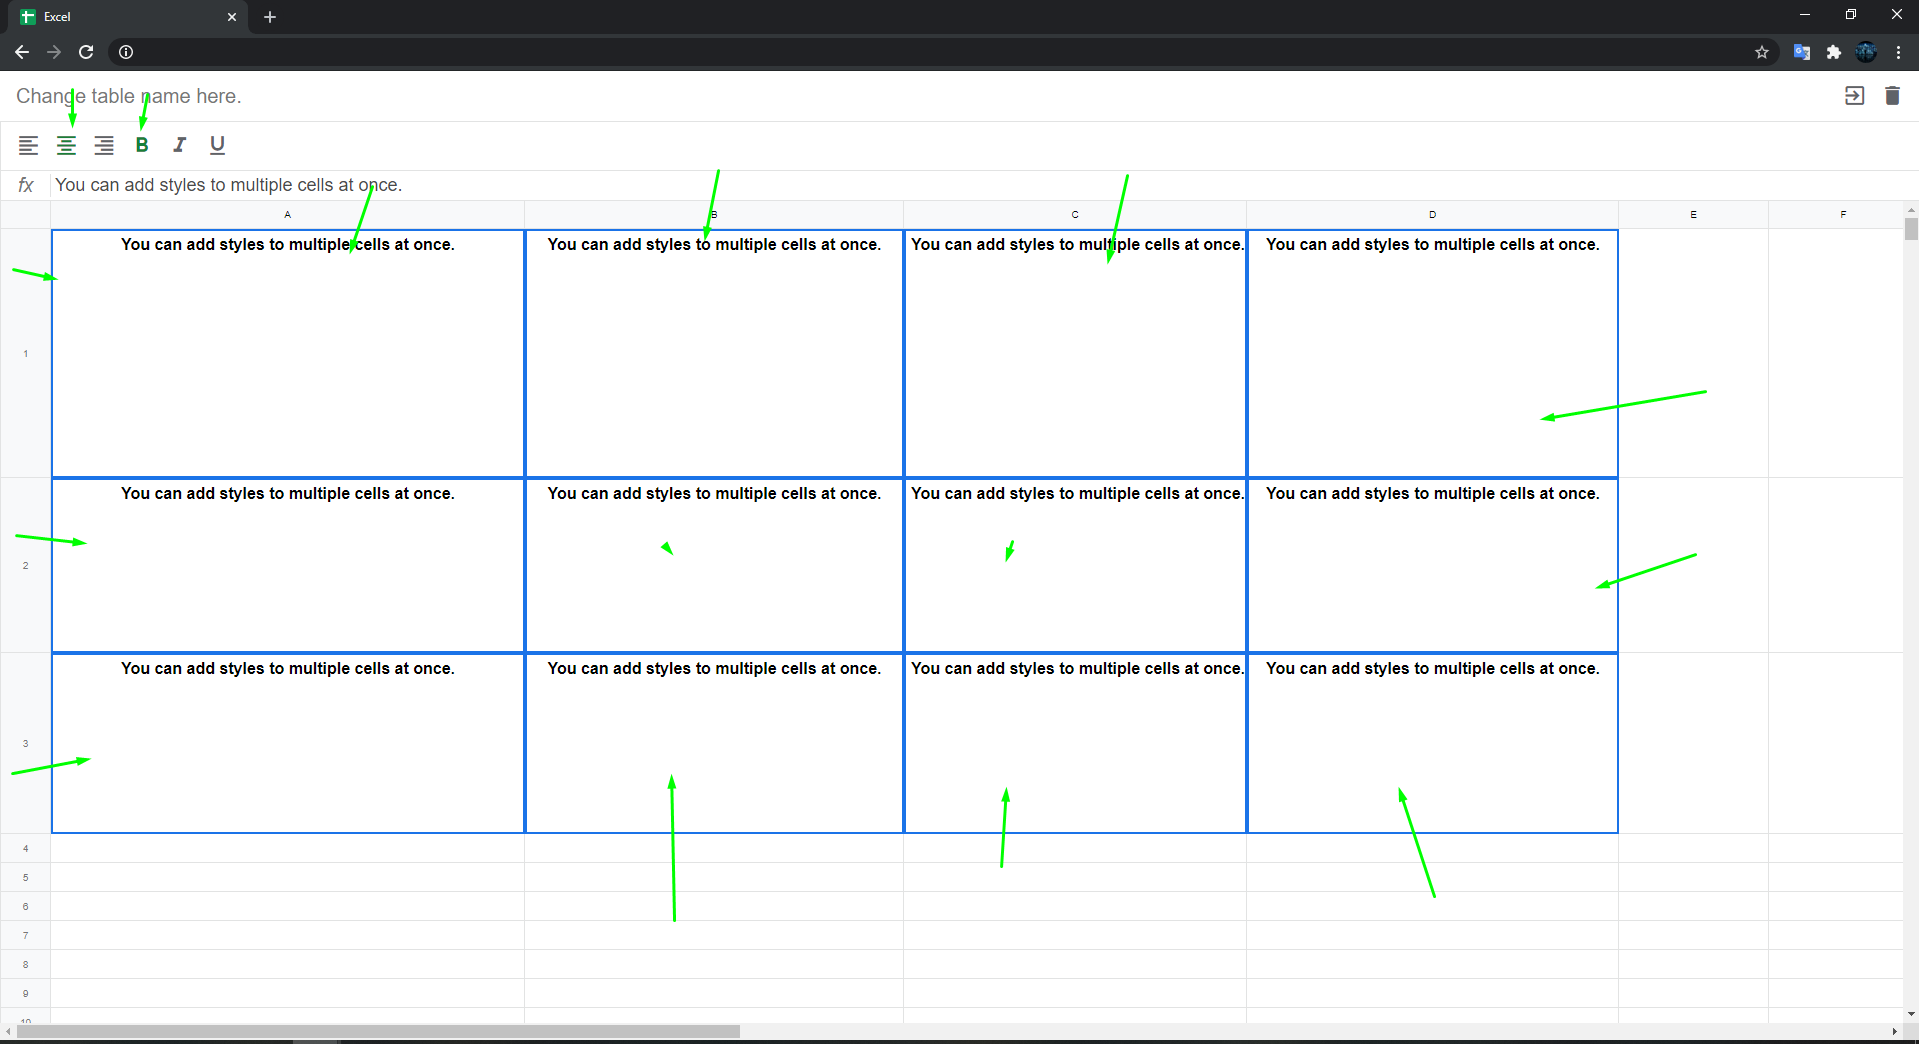 Excel
Change table name here.
B I U
fx You can add styles to multiple cells at once.
A B C D E F
1 You can add styles to multiple cells at once. You can add styles to multiple cells at once. You can add styles to multiple cells at once. You can add styles to multiple cells at once.
2 You can add styles to multiple cells at once. You can add styles to multiple cells at once. You can add styles to multiple cells at once. You can add styles to multiple cells at once.
3 You can add styles to multiple cells at once. You can add styles to multiple cells at once. You can add styles to multiple cells at once. You can add styles to multiple cells at once.
4
5
6
7
8
9
10